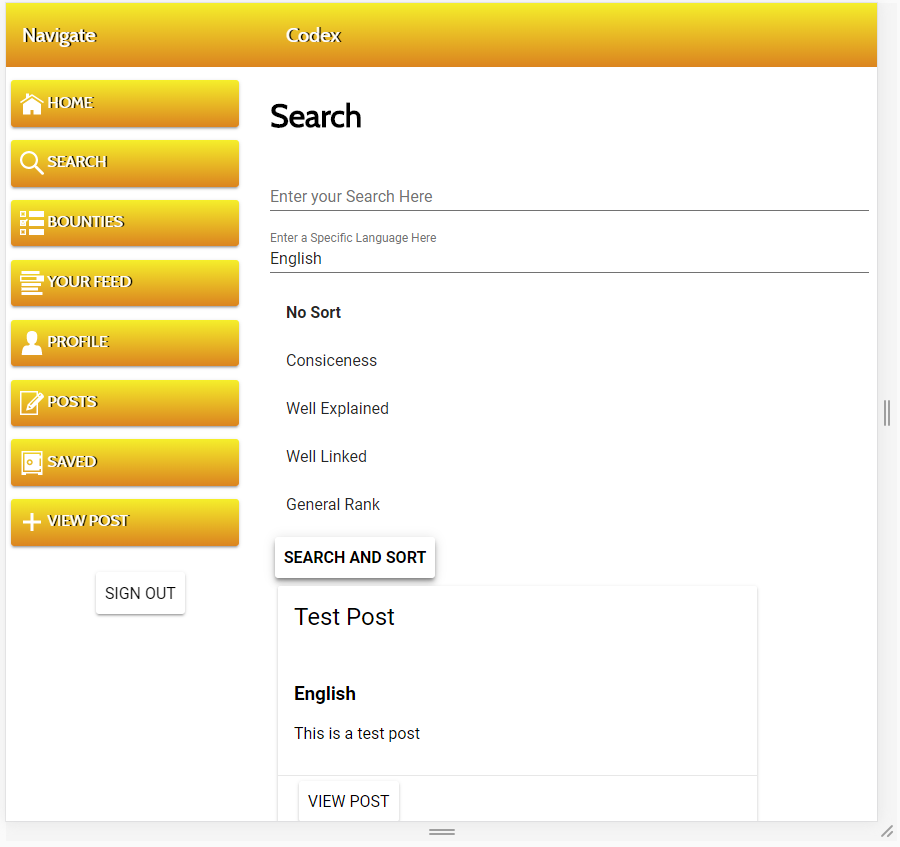 Navigate
Codex
HOME
SEARCH
BOUNTIES
YOUR FEED
PROFILE
POSTS
SAVED
VIEW POST
SIGN OUT
Search
Enter your Search Here
Enter a Specific Language Here
English
No Sort
Consiceness
Well Explained
Well Linked
General Rank
SEARCH AND SORT
Test Post
English
This is a test post
VIEW POST